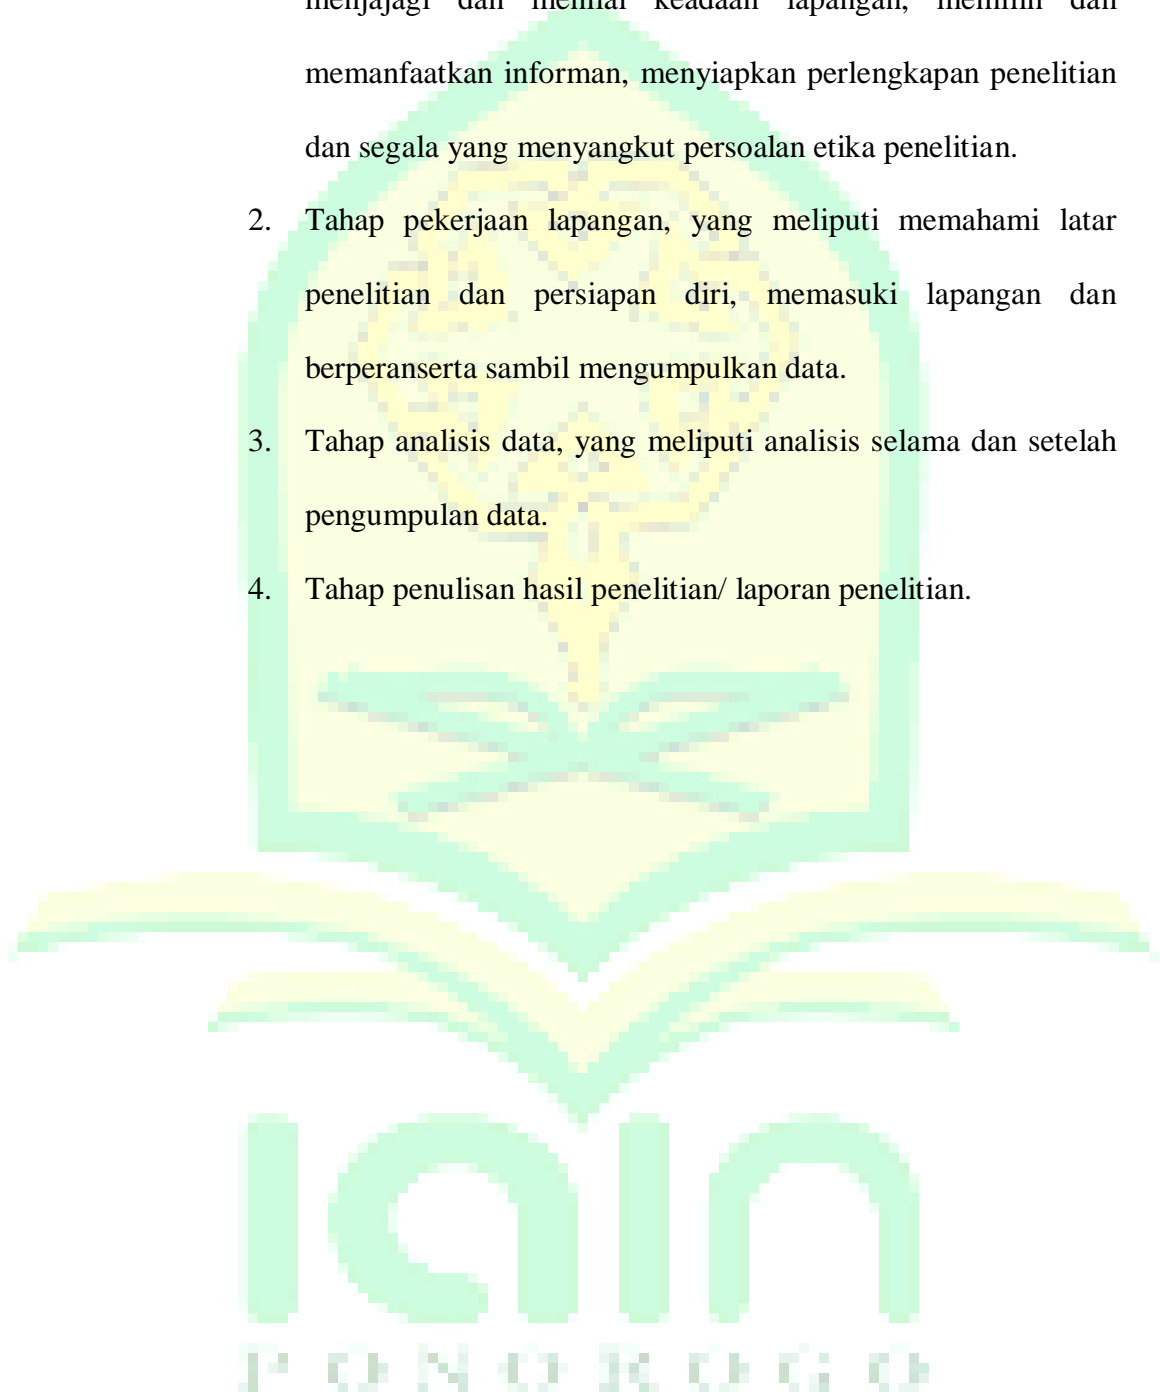 menjajagi dan menilai keadaan lapangan, memilih dan
memanfaatkan informan, menyiapkan perlengkapan penelitian
dan segala yang menyangkut persoalan etika penelitian.
2. Tahap pekerjaan lapangan, yang meliputi memahami latar
penelitian dan persiapan diri, memasuki lapangan dan
berperanserta sambil mengumpulkan data.
3. Tahap analisis data, yang meliputi analisis selama dan setelah
pengumpulan data.
4. Tahap penulisan hasil penelitian/ laporan penelitian.
iain
PONOROGO